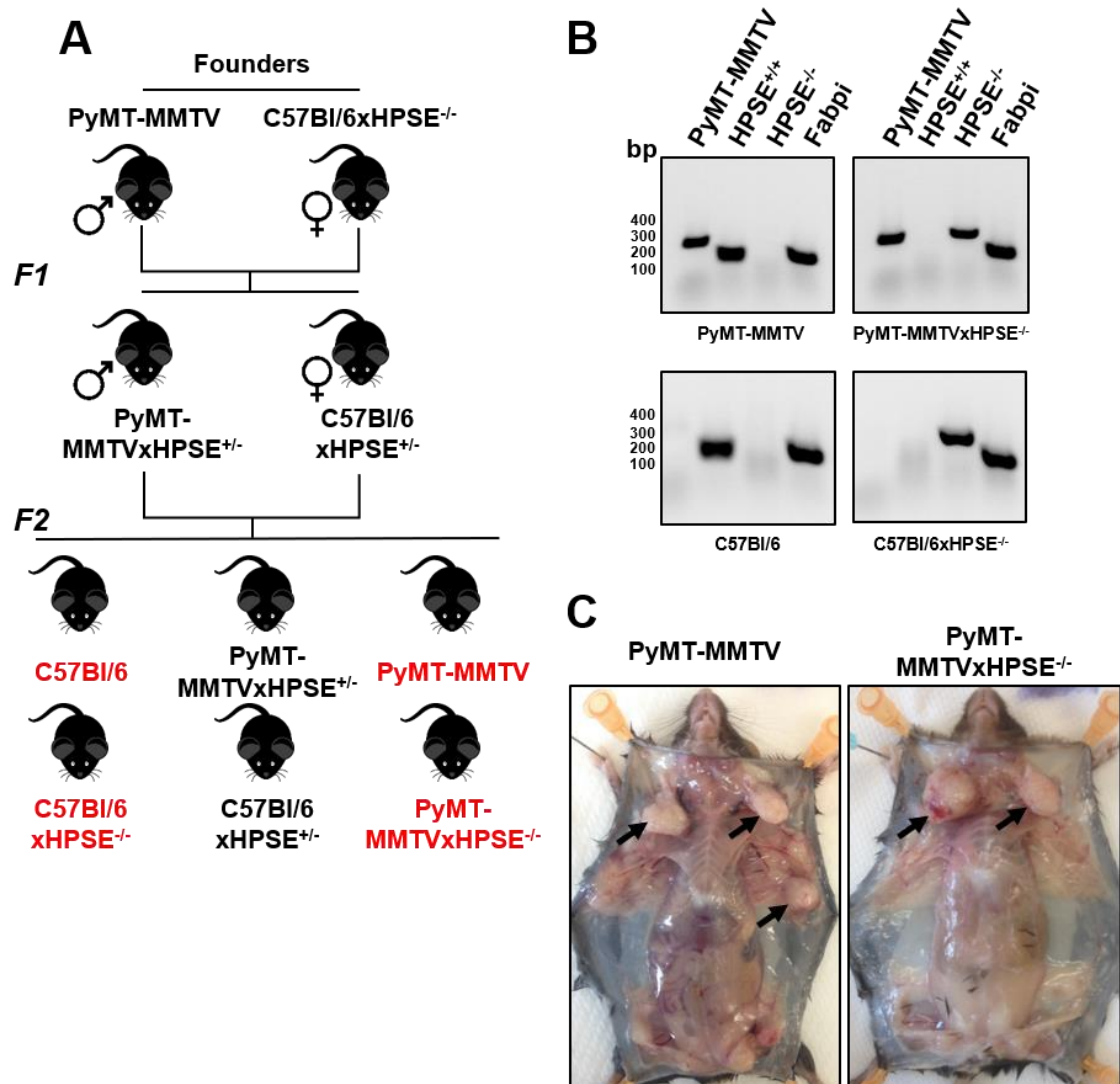 A
Founders
PyMT-MMTV
C57Bl/6xHPSE-/-
♂
♀
F1
♂
♀
PyMT-
MMTVxHPSE+/-
C57Bl/6
xHPSE+/-
F2
C57Bl/6
PyMT-
MMTVxHPSE+/-
PyMT-MMTV
C57Bl/6
xHPSE-/-
C57Bl/6
xHPSE+/-
PyMT-
MMTVxHPSE-/-
B
bp
PyMT-MMTV
HPSE+/+
HPSE-/-
Fabpi
PyMT-MMTV
HPSE+/+
HPSE-/-
Fabpi
400
300
200
100
PyMT-MMTV
PyMT-MMTVxHPSE-/-
400
300
200
100
C57Bl/6
C57Bl/6xHPSE-/-
C
PyMT-MMTV
PyMT-
MMTVxHPSE-/-